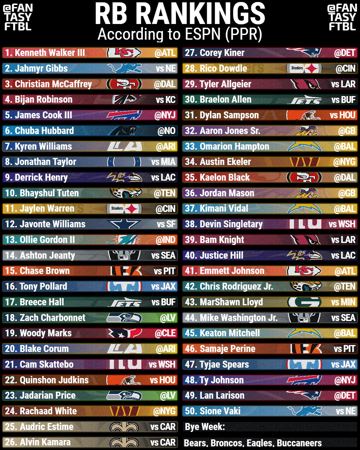 @FAN
TASY
FTBL
RB RANKINGS
According to ESPN (PPR)
@FAN
TASY
FTBL
1. Kenneth Walker III @ATL
2. Jahmyr Gibbs vs NE
3. Christian McCaffrey @DAL
4. Bijan Robinson vs KC
5. James Cook III @NYJ
6. Chuba Hubbard @NO
7. Kyren Williams @ARI
8. Jonathan Taylor vs MIA
9. Derrick Henry vs LAC
10. Bhayshul Tuten @TEN
11. Jaylen Warren @CIN
12. Javonte Williams vs SF
13. Ollie Gordon II @IND
14. Ashton Jeanty vs SEA
15. Chase Brown vs PIT
16. Tony Pollard vs JAX
17. Breece Hall vs BUF
18. Zach Charbonnet @LV
19. Woody Marks @CLE
20. Blake Corum @ARI
21. Cam Skattebo vs WSH
22. Quinshon Judkins vs HOU
23. Jadarian Price @LV
24. Rachaad White @NYG
25. Audric Estime vs CAR
26. Alvin Kamara vs CAR
27. Corey Kiner @DET
28. Rico Dowdle @CIN
29. Tyler Allgeier vs LAR
30. Braelon Allen vs BUF
31. Dylan Sampson vs HOU
32. Aaron Jones Sr. @GB
33. Omarion Hampton @BAL
34. Austin Ekeler @NYG
35. Kaelon Black @DAL
36. Jordan Mason @GB
37. Kimani Vidal @BAL
38. Devin Singletary vs WSH
39. Bam Knight vs LAR
40. Justice Hill vs LAC
41. Emmett Johnson @ATL
42. Chris Rodriguez Jr. @TEN
43. MarShawn Lloyd vs MIN
44. Mike Washington Jr. vs SEA
45. Keaton Mitchell @BAL
46. Samaje Perine vs PIT
47. Tyjae Spears vs JAX
48. Ty Johnson @NYJ
49. Lan Larison @DET
50. Sione Vaki vs NE
Bye Week:
Bears, Broncos, Eagles, Buccaneers